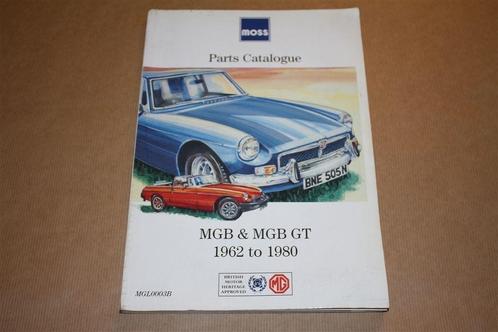 moss
Parts Catalogue
BNE 505N
MGB & MGB GT
1962 to 1980
BRITISH
MOTOR
HERITAGE
APPROVED
MG
MGL0003B